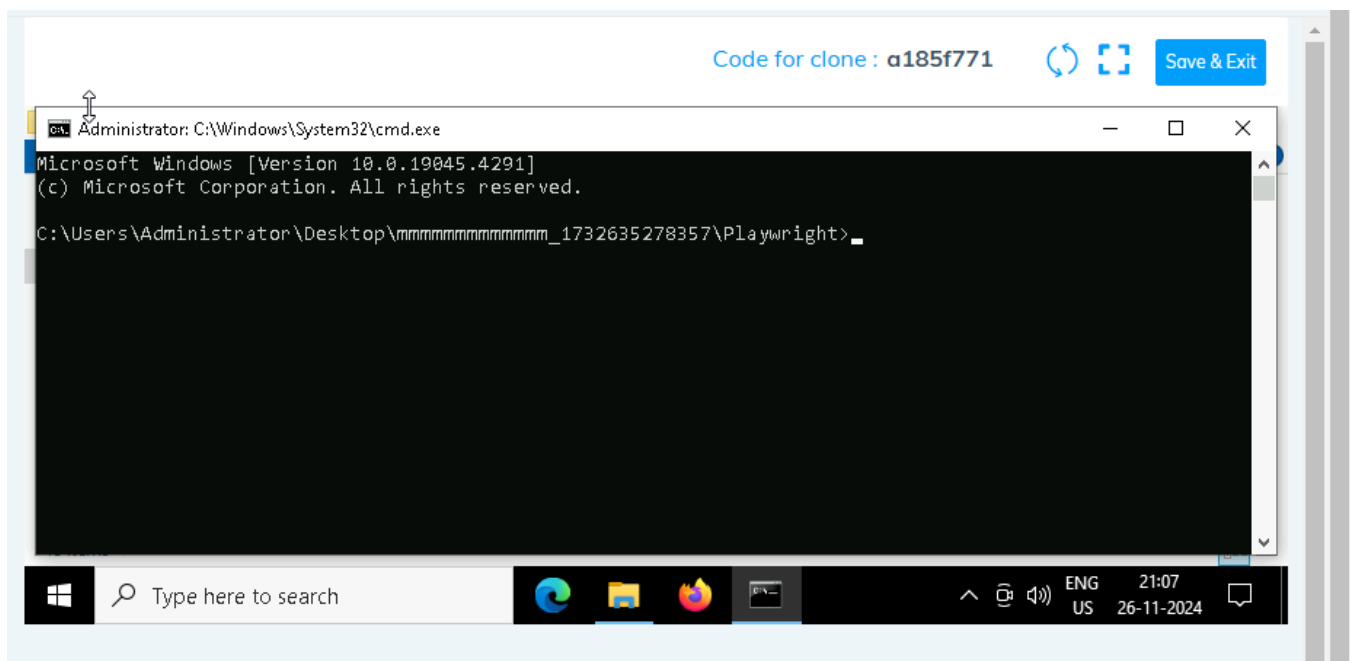 Code for clone : a185f771
Save & Exit
Administrator: C:\Windows\System32\cmd.exe
Microsoft Windows [Version 10.0.19045.4291]
(c) Microsoft Corporation. All rights reserved.
C:\Users\Administrator\Desktop\mmmmmmmmmmmmm_1732635278357\Playwright>
Type here to search
ENG
US
21:07
26-11-2024